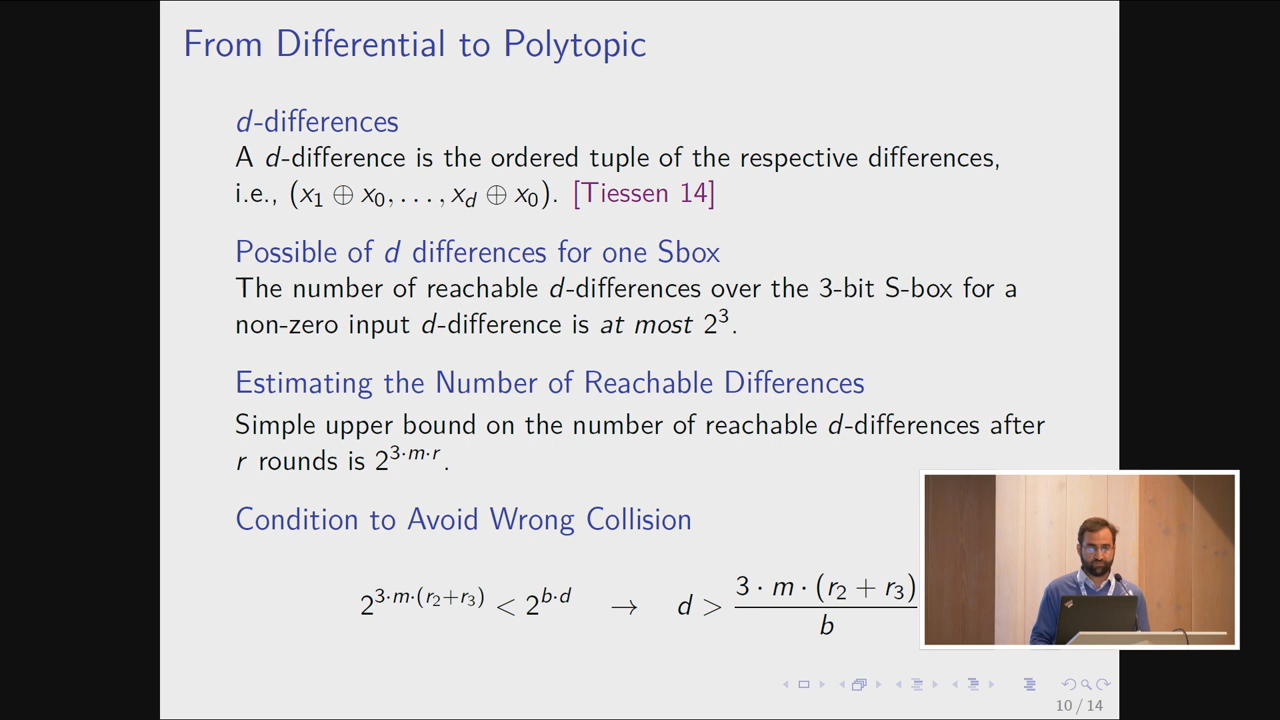 From Differential to Polytopic
d-differences
A d-difference is the ordered tuple of the respective differences,
i.e., (x₁ ⊕ x₀, . . . , x_d ⊕ x₀). [Tiessen 14]
Possible of d differences for one Sbox
The number of reachable d-differences over the 3-bit S-box for a
non-zero input d-difference is at most 2³.
Estimating the Number of Reachable Differences
Simple upper bound on the number of reachable d-differences after
r rounds is 2^{3·m·r}.
Condition to Avoid Wrong Collision
2^{3·m·(r₂+r₃)} < 2^{b·d} → d > \frac{3 · m · (r₂ + r₃)}{b}
10 / 14